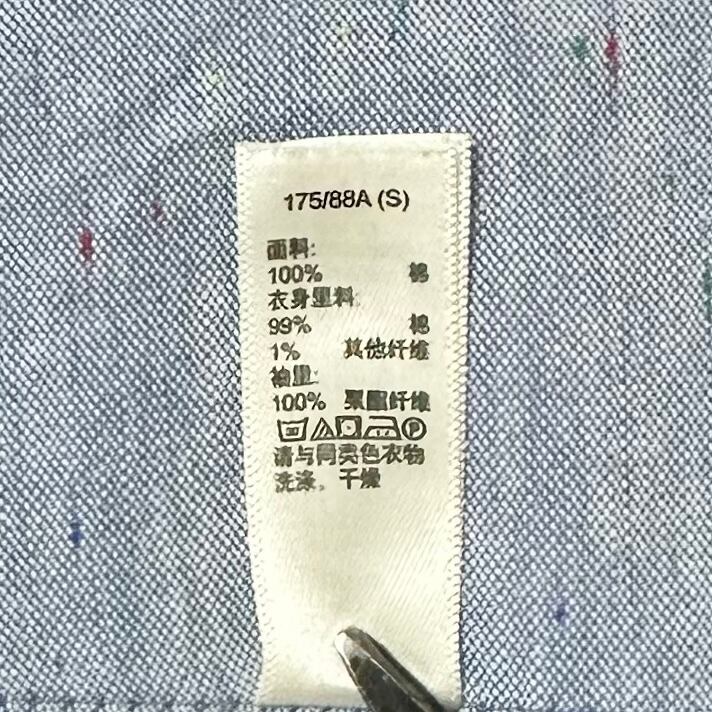 175/88A (S)
面料:
100% 棉
衣身里料:
99% 棉
1% 其他纤维
袖里:
100% 聚酯纤维
P
请与同类色衣物
洗涤，干燥